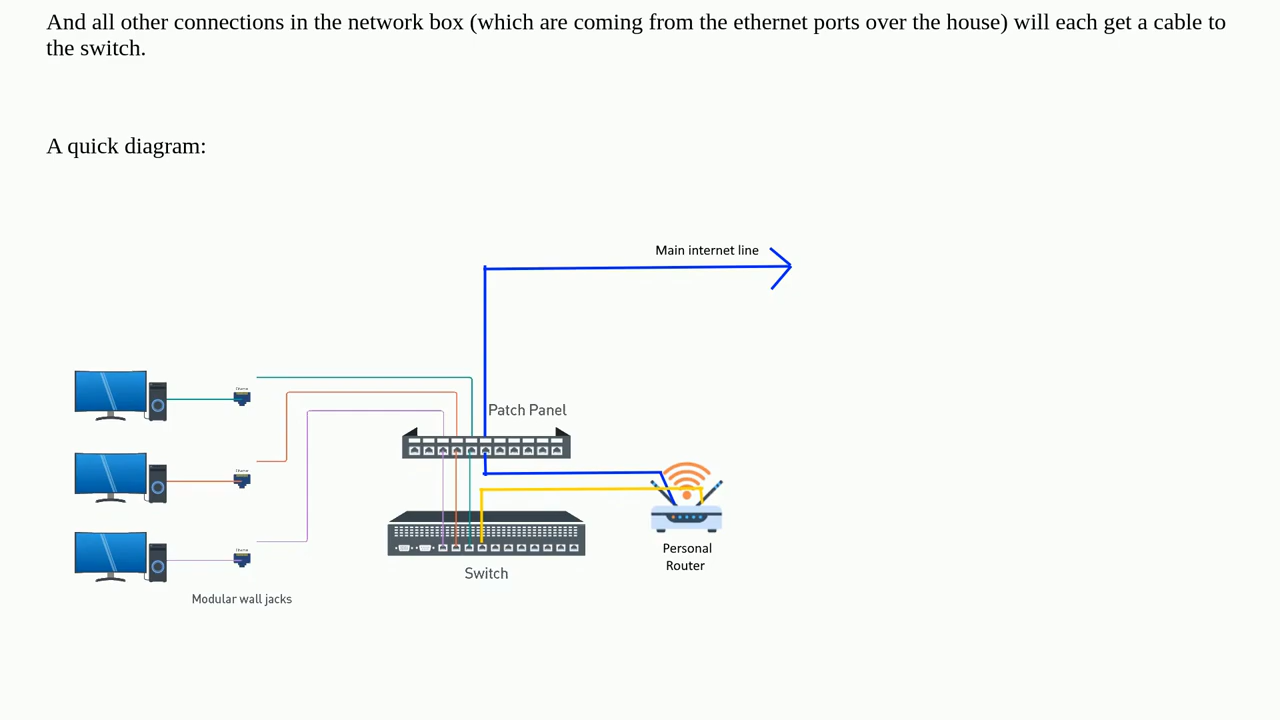 And all other connections in the network box (which are coming from the ethernet ports over the house) will each get a cable to
the switch.
A quick diagram:
Main internet line
Patch Panel
Personal
Router
Switch
Modular wall jacks